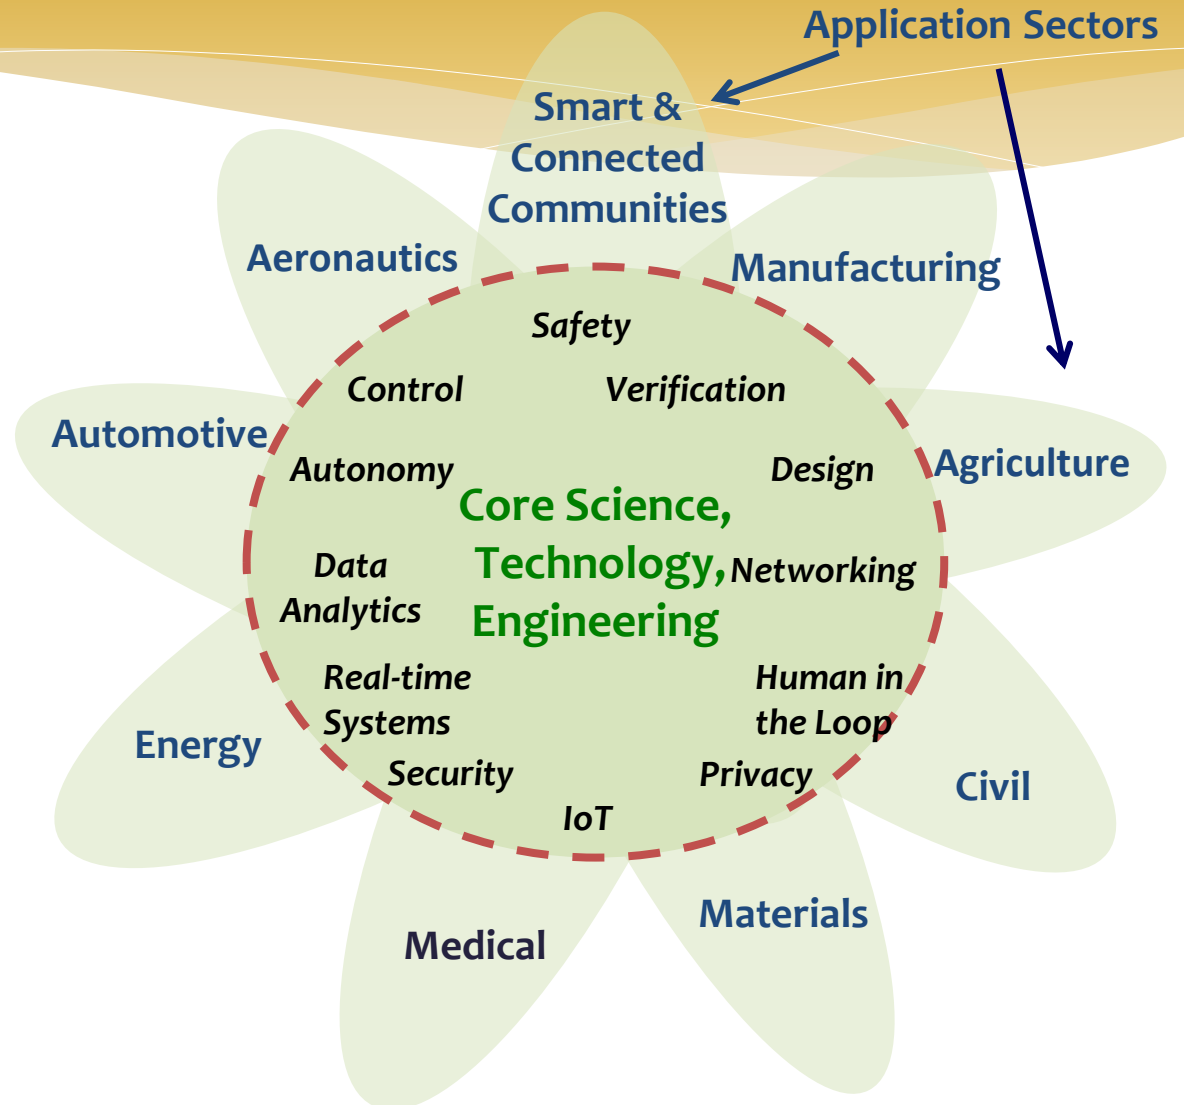 Application Sectors
Smart &
Connected
Communities
Aeronautics
Manufacturing
Safety
Control
Verification
Automotive
Autonomy
Design
Agriculture
Core Science,
Technology,
Engineering
Data
Analytics
Networking
Real-time
Systems
Human in
the Loop
Energy
Security
Privacy
Civil
IoT
Materials
Medical